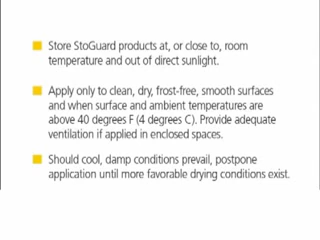 Store StoGuard products at, or close to, room
temperature and out of direct sunlight.
Apply only to clean, dry, frost-free, smooth surfaces
and when surface and ambient temperatures are
above 40 degrees F (4 degrees C). Provide adequate
ventilation if applied in enclosed spaces.
Should cool, damp conditions prevail, postpone
application until more favorable drying conditions exist.